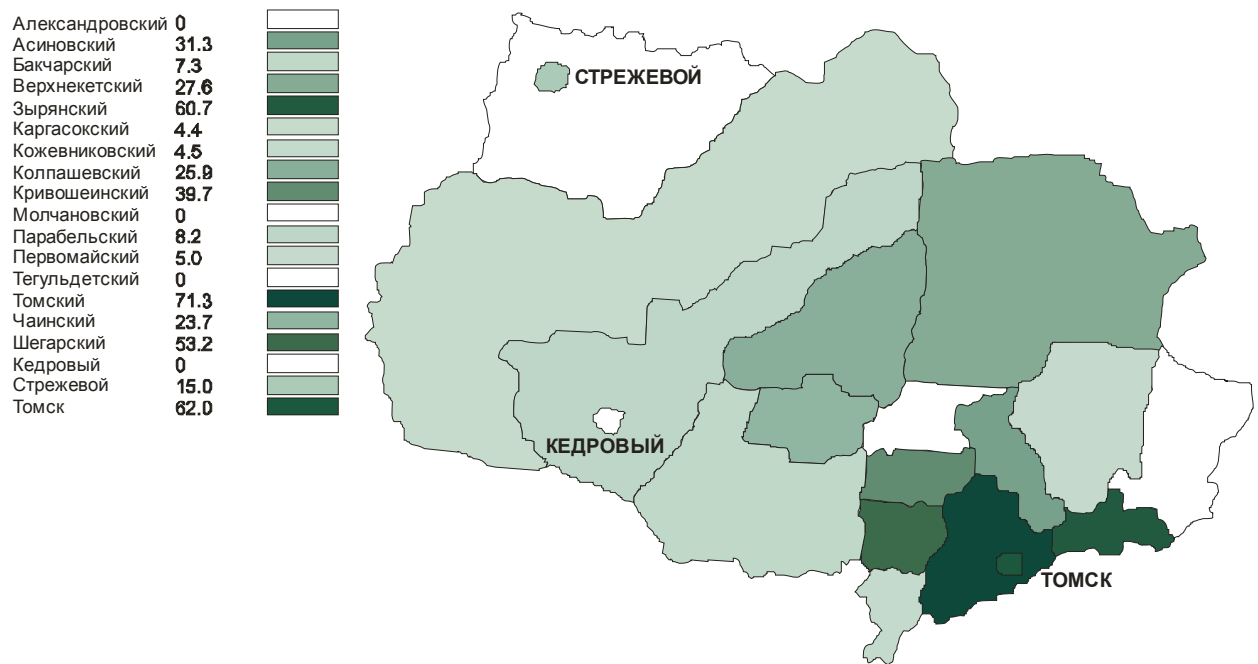 Александровский 0
Асиновский 31.3
Бакчарский 7.3
Верхнекетский 27.6
Зырянский 60.7
Каргасокский 4.4
Кожевниковский 4.5
Колпашевский 25.9
Кривошеинский 39.7
Молчановский 0
Парабельский 8.2
Первомайский 5.0
Тегульдетский 0
Томский 71.3
Чаинский 23.7
Шегарский 53.2
Кедровый 0
Стрежевой 15.0
Томск 62.0
СТРЕЖЕВОЙ
КЕДРОВЫЙ
ТОМСК